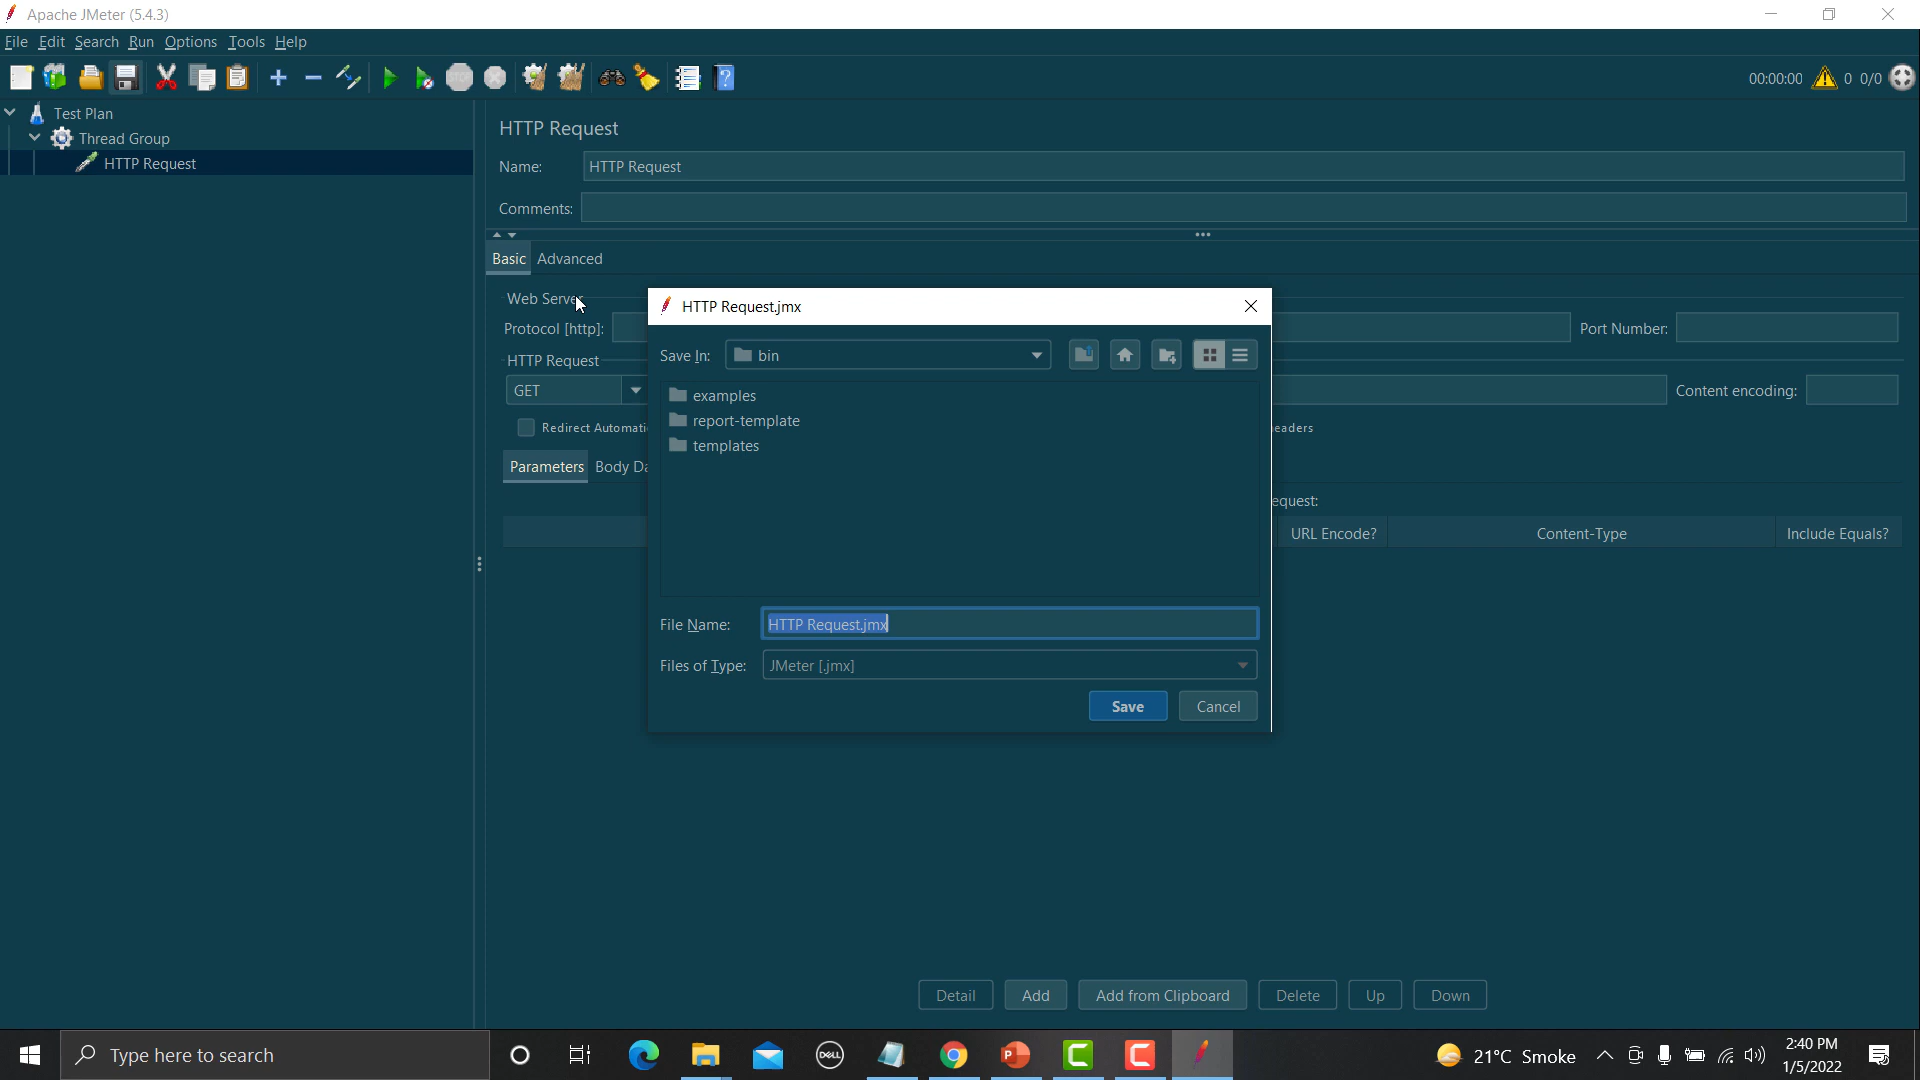 Apache JMeter (5.4.3)
File Edit Search Run Options Tools Help
STOP
00:00:00 0 0/0
Test Plan
Thread Group
HTTP Request
HTTP Request
Name: HTTP Request
Comments:
Basic Advanced
Web Server
Protocol [http]: Port Number:
HTTP Request
GET Content encoding:
Redirect Automati eaders
Parameters Body Da
equest:
URL Encode? Content-Type Include Equals?
HTTP Request.jmx
Save In: bin
examples
report-template
templates
File Name: HTTP Request.jmx
Files of Type: JMeter [.jmx]
Save Cancel
Detail Add Add from Clipboard Delete Up Down
Type here to search
DELL
21°C Smoke
2:40 PM
1/5/2022